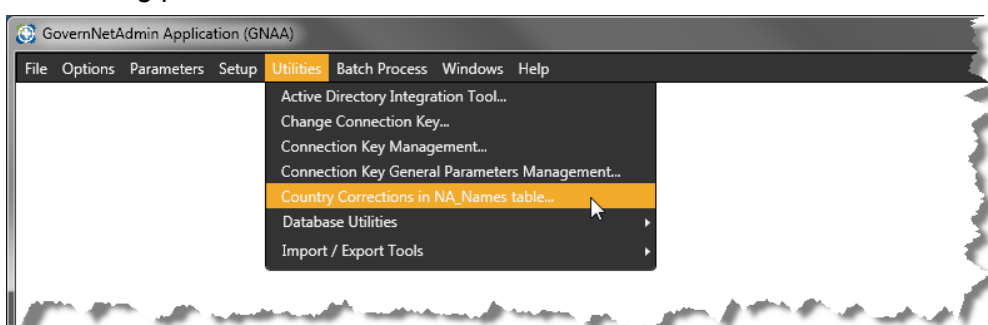 GovernNetAdmin Application (GNAA)
File Options Parameters Setup Utilities Batch Process Windows Help
Active Directory Integration Tool...
Change Connection Key...
Connection Key Management...
Connection Key General Parameters Management...
Country Corrections in NA_Names table...
Database Utilities
Import / Export Tools